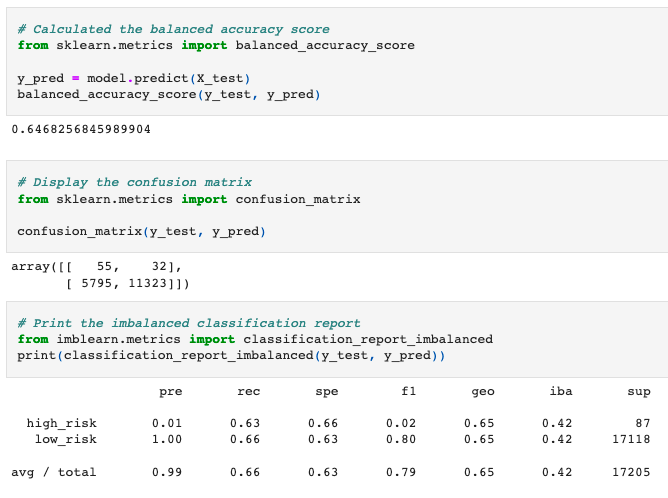 # Calculated the balanced accuracy score
from sklearn.metrics import balanced_accuracy_score
y_pred = model.predict(X_test)
balanced_accuracy_score(y_test, y_pred)
0.6468256845989904
# Display the confusion matrix
from sklearn.metrics import confusion_matrix
confusion_matrix(y_test, y_pred)
array([[   55,    32],
       [ 5795, 11323]])
# Print the imbalanced classification report
from imblearn.metrics import classification_report_imbalanced
print(classification_report_imbalanced(y_test, y_pred))
                   pre       rec       spe        f1       geo       iba       sup
  high_risk       0.01      0.63      0.66      0.02      0.65      0.42        87
   low_risk       1.00      0.66      0.63      0.80      0.65      0.42     17118
avg / total       0.99      0.66      0.63      0.79      0.65      0.42     17205